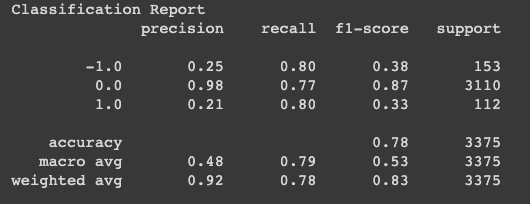 Classification Report
precision recall f1-score support
-1.0 0.25 0.80 0.38 153
0.0 0.98 0.77 0.87 3110
1.0 0.21 0.80 0.33 112
accuracy 0.78 3375
macro avg 0.48 0.79 0.53 3375
weighted avg 0.92 0.78 0.83 3375